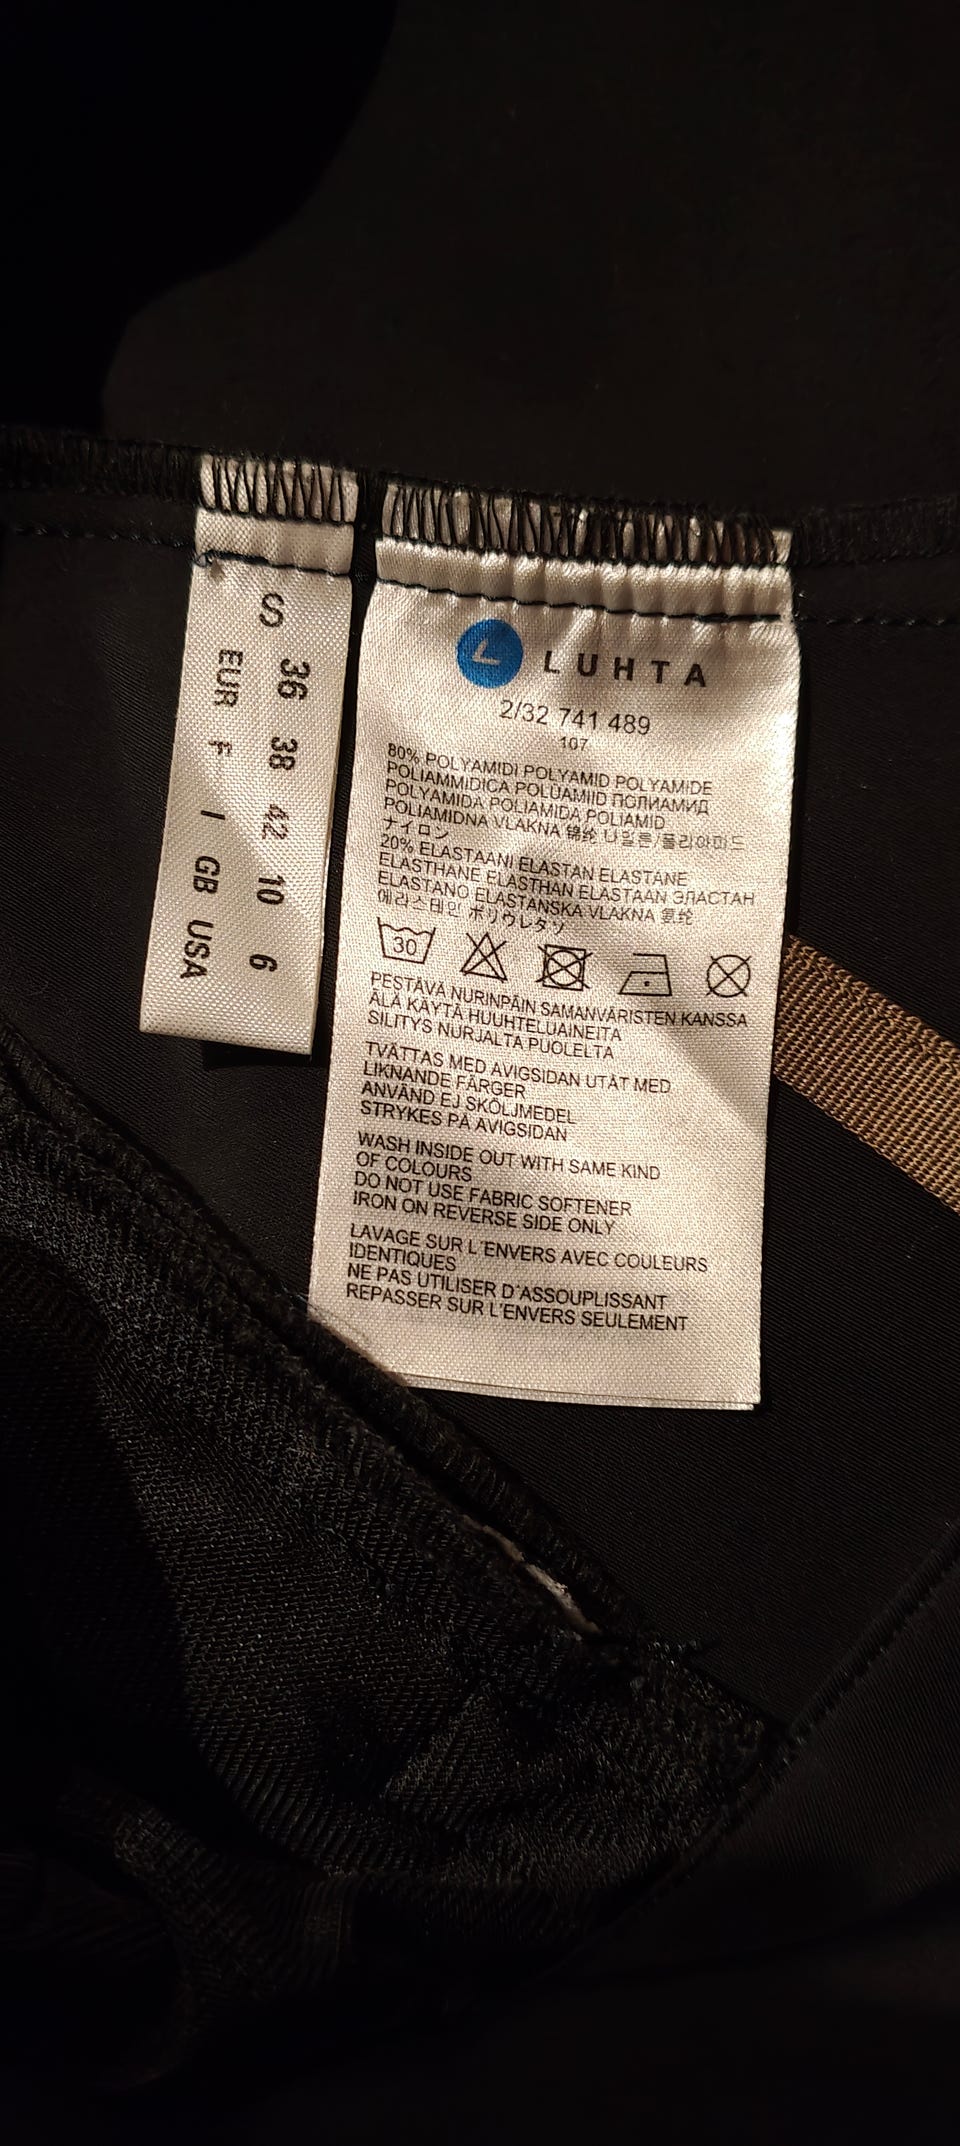 S
36 38 42 10 6
EUR F I GB USA
L LUHTA
2/32 741 489
107
80% POLYAMIDI POLYAMID POLYAMIDE
POLIAMMIDICA POLÜAMIID ПОЛИАМИД
POLYAMIDA POLIAMIDA POLIAMID
POLIAMIDNA VLAKNA 锦纶 나일론/폴리아미드
ナイロン
20% ELASTAANI ELASTAN ELASTANE
ELASTHANE ELASTHAN ELASTAAN ЭЛАСТАН
ELASTANO ELASTANSKA VLAKNA 氨纶
에라스테인 ポリウレタン
30
PESTÄVÄ NURINPÄIN SAMANVÄRISTEN KANSSA
ÄLÄ KÄYTÄ HUUHTELUAINEITA
SILITYS NURJALTA PUOLELTA
TVÄTTAS MED AVIGSIDAN UTÅT MED
LIKNANDE FÄRGER
ANVÄND EJ SKÖLJMEDEL
STRYKES PÅ AVIGSIDAN
WASH INSIDE OUT WITH SAME KIND
OF COLOURS
DO NOT USE FABRIC SOFTENER
IRON ON REVERSE SIDE ONLY
LAVAGE SUR L´ENVERS AVEC COULEURS
IDENTIQUES
NE PAS UTILISER D´ASSOUPLISSANT
REPASSER SUR L´ENVERS SEULEMENT